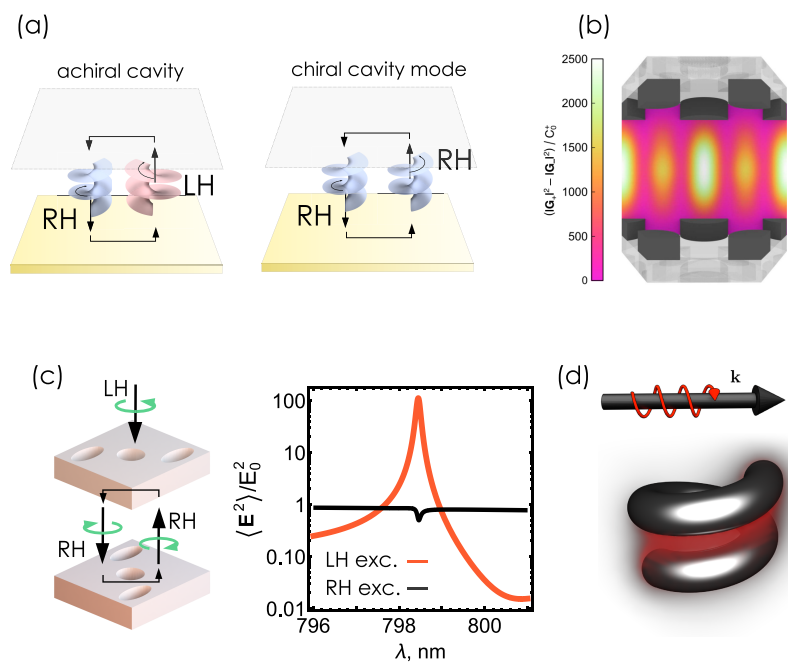 (a)
achiral cavity
chiral cavity mode
RH
LH
RH
RH
(b)
2500
2000
1500
1000
500
0
(|G₊|² − |G₋|²) / C₀⁺
(c)
LH
RH
RH
⟨E²⟩/E₀²
100
10
1
0.10
0.01
LH exc.
RH exc.
796
798
800
λ, nm
(d)
k